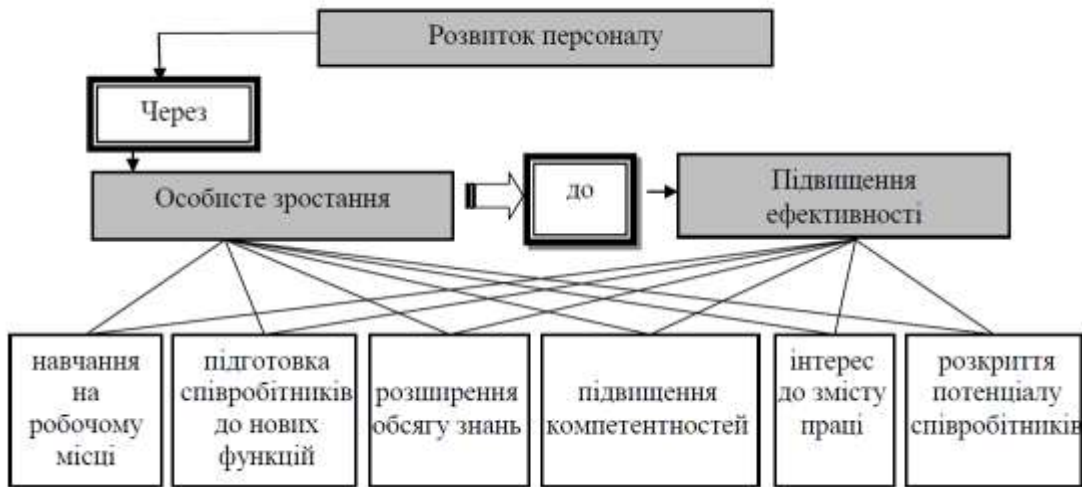 Розвиток персоналу
Через
Особисте зростання
до
Підвищення
ефективності
навчання
на
робочому
місці
підготовка
співробітників
до нових
функцій
розширення
обсягу знань
підвищення
компетентностей
інтерес
до змісту
праці
розкриття
потенціалу
співробітників